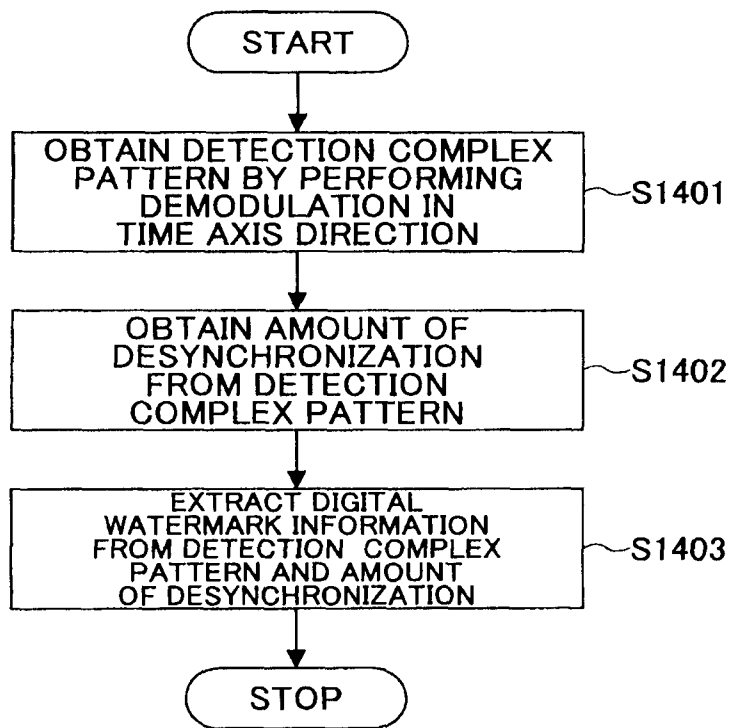 START
OBTAIN DETECTION COMPLEX
PATTERN BY PERFORMING
DEMODULATION IN
TIME AXIS DIRECTION
S1401
OBTAIN AMOUNT OF
DESYNCHRONIZATION
FROM DETECTION
COMPLEX PATTERN
S1402
EXTRACT DIGITAL
WATERMARK INFORMATION
FROM DETECTION COMPLEX
PATTERN AND AMOUNT
OF DESYNCHRONIZATION
S1403
STOP